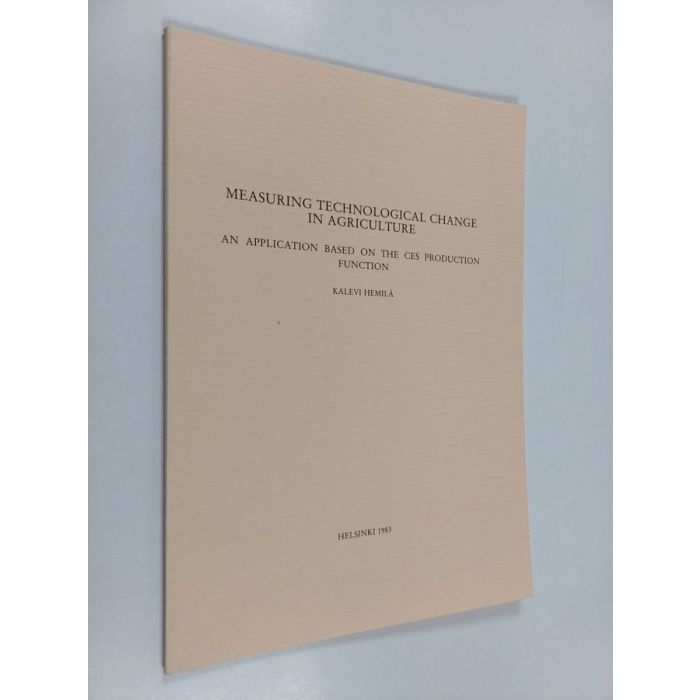 MEASURING TECHNOLOGICAL CHANGE
IN AGRICULTURE
AN APPLICATION BASED ON THE CES PRODUCTION
FUNCTION
KALEVI HEMILÄ
HELSINKI 1983